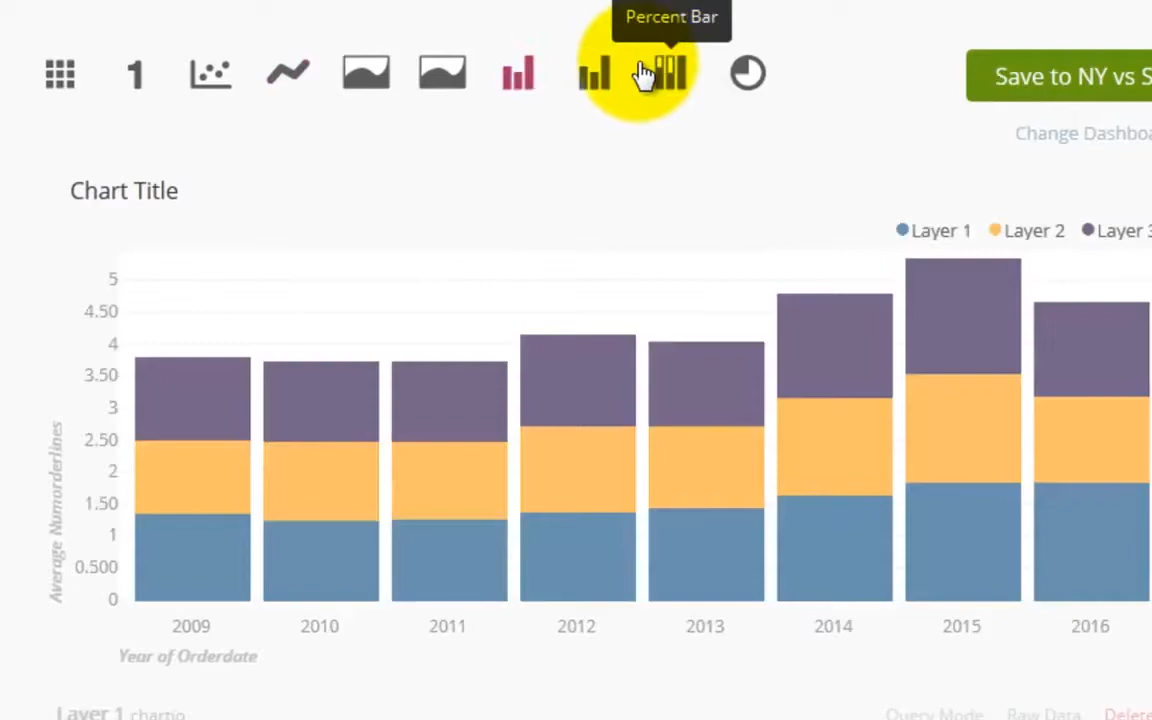 Percent Bar
1
Save to NY vs S
Change Dashboa
Chart Title
Layer 1 Layer 2 Layer 3
5
4.50
4
3.50
3
2.50
2
1.50
1
0.500
0
Average Numorderlines
2009 2010 2011 2012 2013 2014 2015 2016
Year of Orderdate
Layer 1 chartio
Query Mode Raw Data Delete